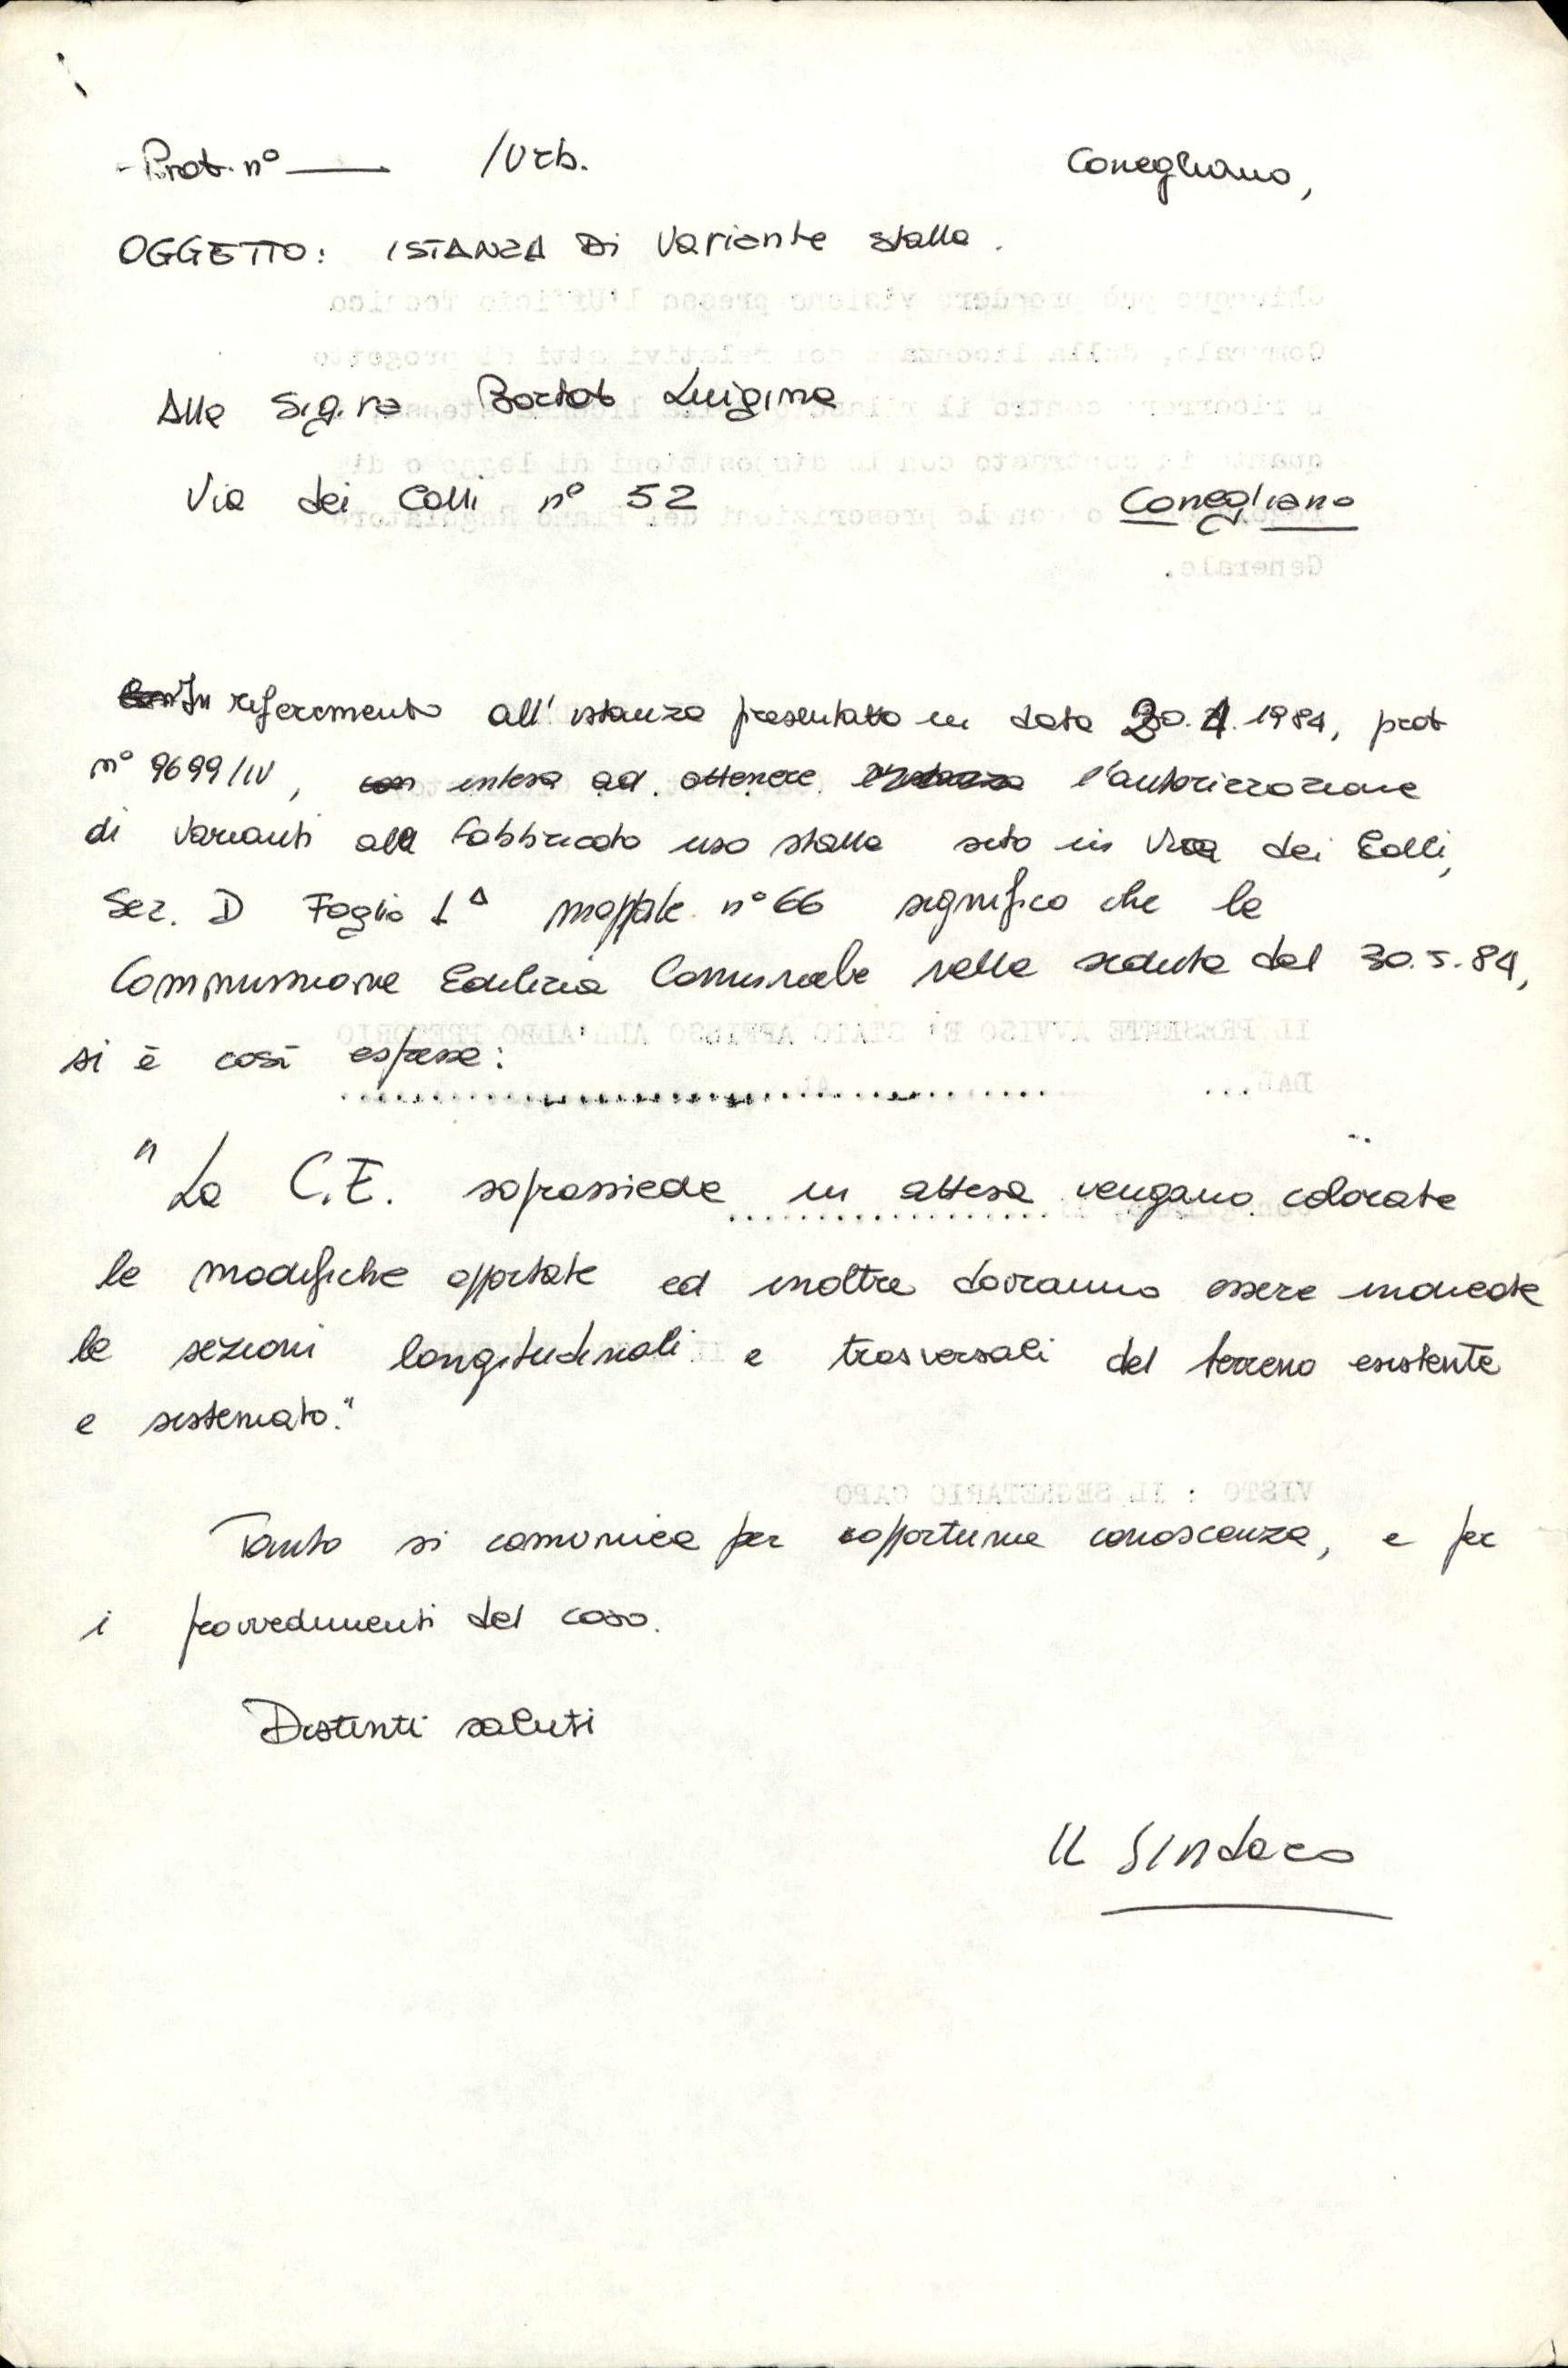 Prot. n° /Urb. Conegliano,
OGGETTO: ISTANZA Di Variante stalla.
Alla Sig.ra Bortot Luigina
Via dei Colli n° 52 Conegliano
In riferimento all'istanza presentata in data 20.4.1984, prot
n° 9699/IV, intesa ad ottenere l'autorizzazione
di varianti al fabbricato uso stalla sito in Via dei Colli,
Sez. D Foglio 1^ mappale n° 66 significo che la
Commissione Edilizia Comunale nella seduta del 30.5.84,
si è così espressa:
"La C.E. soprassiede in attesa vengano colorate
le modifiche apportate ed inoltre dovranno essere indicate
le sezioni longitudinali e trasversali del terreno esistente
e sistemato."
Tanto si comunica per opportuna conoscenza, e per
i provvedimenti del caso.
Distinti saluti
IL Sindaco